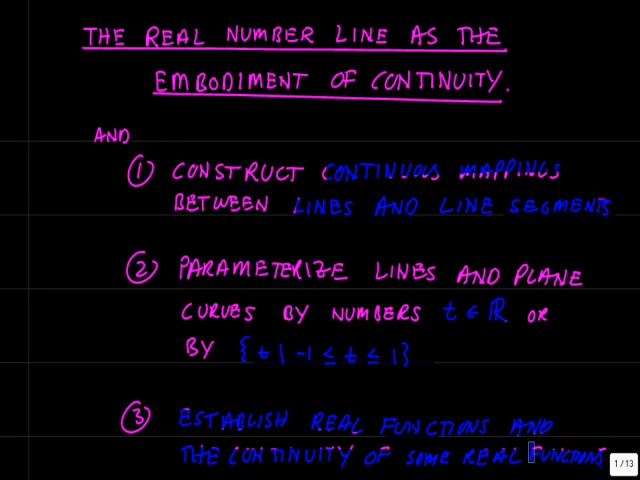 THE REAL NUMBER LINE AS THE
EMBODIMENT OF CONTINUITY.
AND
① CONSTRUCT CONTINUOUS MAPPINGS
BETWEEN LINES AND LINE SEGMENTS
② PARAMETERIZE LINES AND PLANE
CURVES BY NUMBERS t ∈ ℝ OR
BY {t | -1 ≤ t ≤ 1}
③ ESTABLISH REAL FUNCTIONS AND
THE CONTINUITY OF SOME REAL FUNCTIONS
1/13